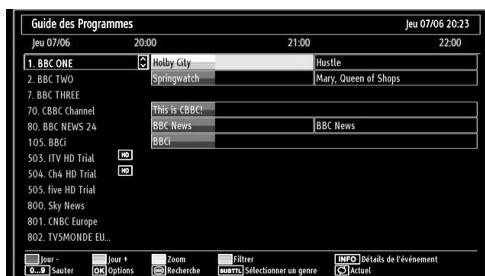 Guide des Programmes Jeu 07/06 20:23
Jeu 07/06 20:00 21:00 22:00
1. BBC ONE Holby City Hustle
2. BBC TWO Springwatch Mary, Queen of Shops
7. BBC THREE
70. CBBC Channel This is CBBC!
80. BBC NEWS 24 BBC News BBC News
105. BBCi BBCi
503. ITV HD Trial HD
504. Ch4 HD Trial HD
505. five HD Trial
800. Sky News
801. CNBC Europe
802. TV5MONDE EU...
Jour - Jour + Zoom Filtrer INFO Détails de l'événement
0...9 Sauter OK Options Recherche SUBTTL Sélectionner un genre Actuel